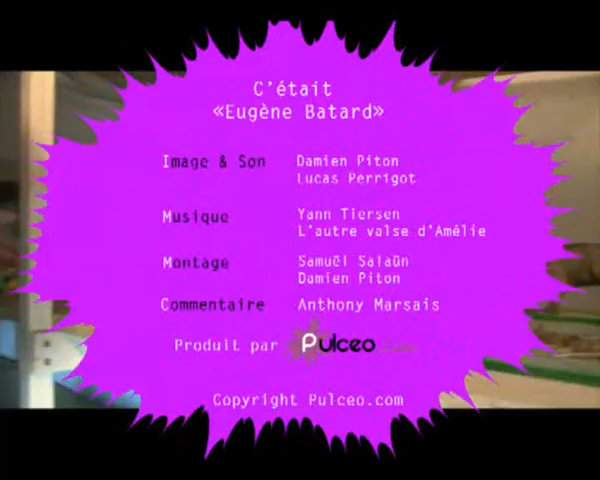 C'était
«Eugène Batard»
Image & Son Damien Piton
Lucas Perrigot
Musique Yann Tiersen
L'autre valse d'Amélie
Montage Samuël Salaün
Damien Piton
Commentaire Anthony Marsais
Produit par Pulceo.com
Copyright Pulceo.com